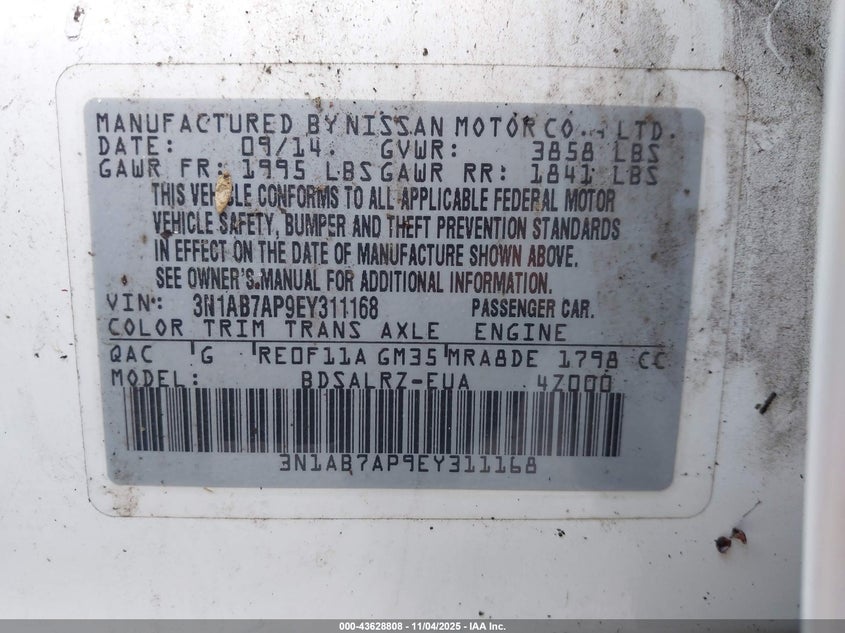 MANUFACTURED BY NISSAN MOTOR CO., LTD.
DATE: 09/14. GVWR: 3858 LBS
GAWR FR: 1995 LBS GAWR RR: 1841 LBS
THIS VEHICLE CONFORMS TO ALL APPLICABLE FEDERAL MOTOR
VEHICLE SAFETY, BUMPER AND THEFT PREVENTION STANDARDS
IN EFFECT ON THE DATE OF MANUFACTURE SHOWN ABOVE.
SEE OWNER'S MANUAL FOR ADDITIONAL INFORMATION.
VIN: 3N1AB7AP9EY311168 PASSENGER CAR.
COLOR TRIM TRANS AXLE ENGINE
QAC G RE0F11A GM35 MRA8DE 1798 CC
MODEL: BDSALRZ-EUA 4Z000
3N1AB7AP9EY311168
000-43628808 - 11/04/2025 - IAA Inc.